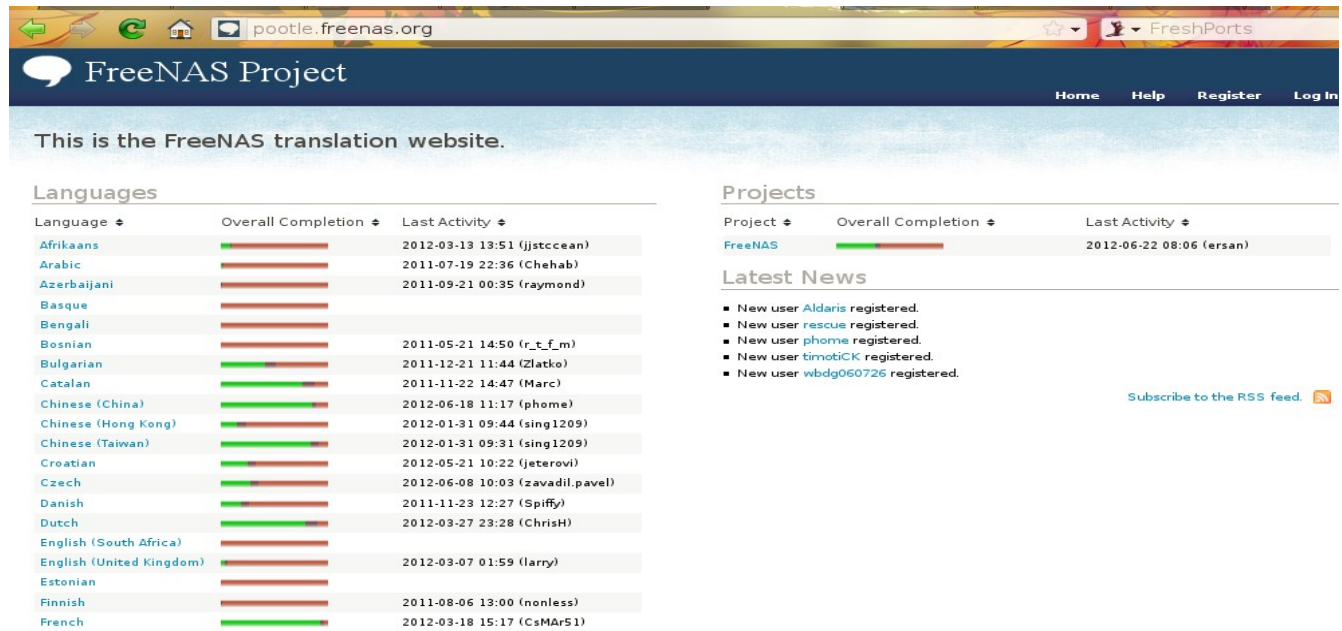 pootle.freenas.org
FreshPorts
FreeNAS Project
Home Help Register Log In
This is the FreeNAS translation website.
Languages
Language Overall Completion Last Activity
Afrikaans 2012-03-13 13:51 (jjstccean)
Arabic 2011-07-19 22:36 (Chehab)
Azerbaijani 2011-09-21 00:35 (raymond)
Basque
Bengali
Bosnian 2011-05-21 14:50 (r_t_f_m)
Bulgarian 2011-12-21 11:44 (Zlatko)
Catalan 2011-11-22 14:47 (Marc)
Chinese (China) 2012-06-18 11:17 (phome)
Chinese (Hong Kong) 2012-01-31 09:44 (sing1209)
Chinese (Taiwan) 2012-01-31 09:31 (sing1209)
Croatian 2012-05-21 10:22 (jeterovi)
Czech 2012-06-08 10:03 (zavadil.pavel)
Danish 2011-11-23 12:27 (Spiffy)
Dutch 2012-03-27 23:28 (ChrisH)
English (South Africa)
English (United Kingdom) 2012-03-07 01:59 (larry)
Estonian
Finnish 2011-08-06 13:00 (nonless)
French 2012-03-18 15:17 (CsMAr51)
Projects
Project Overall Completion Last Activity
FreeNAS 2012-06-22 08:06 (ersan)
Latest News
New user Aldaris registered.
New user rescue registered.
New user phome registered.
New user timotiCK registered.
New user wbdg060726 registered.
Subscribe to the RSS feed.